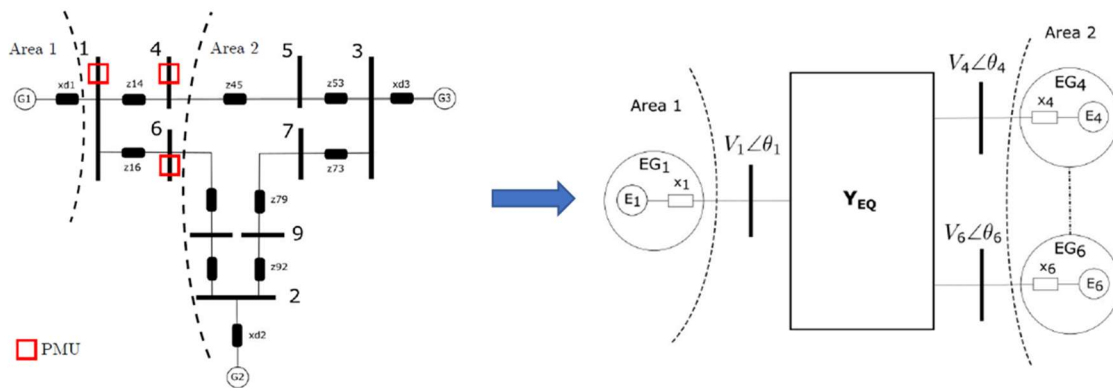 Area 1
1
4
Area 2
5
3
xd1
z14
z45
z53
xd3
G1
G3
6
7
z16
z73
z79
9
z92
2
xd2
G2
PMU
Area 1
V₁∠θ₁
EG₁
E₁
x₁
Y_EQ
Area 2
V₄∠θ₄
EG₄
x₄
E₄
V₆∠θ₆
EG₆
x₆
E₆